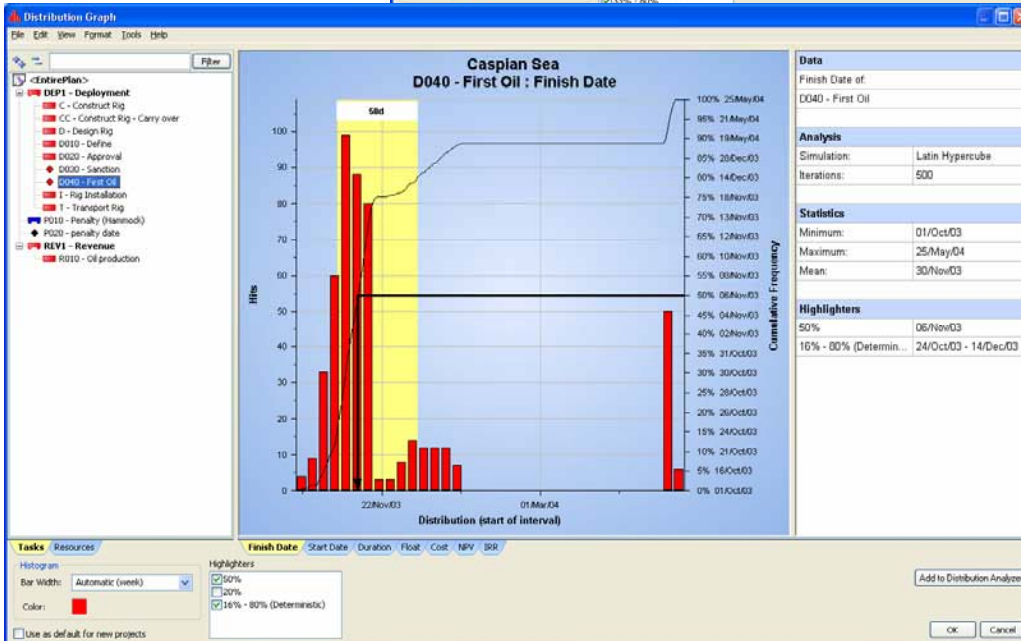 Distribution Graph
File Edit View Format Tools Help
Filter
<EntirePlan>
DEP1 - Deployment
C - Construct Rig
CC - Construct Rig - Carry over
D - Design Rig
D010 - Define
D020 - Approval
D030 - Sanction
D040 - First Oil
I - Rig Installation
T - Transport Rig
P010 - Penalty (Hammock)
P020 - penalty date
REV1 - Revenue
R010 - Oil production
Caspian Sea
D040 - First Oil : Finish Date
50d
Hits
100
90
80
70
60
50
40
30
20
10
0
22/Nov/03 01/Mar/04
Distribution (start of interval)
100% 25/May/04
95% 21/May/04
90% 19/May/04
85% 28/Dec/03
80% 14/Dec/03
75% 18/Nov/03
70% 13/Nov/03
65% 12/Nov/03
60% 10/Nov/03
55% 08/Nov/03
50% 06/Nov/03
45% 04/Nov/03
40% 02/Nov/03
35% 31/Oct/03
30% 30/Oct/03
25% 28/Oct/03
20% 26/Oct/03
15% 24/Oct/03
10% 21/Oct/03
5% 16/Oct/03
0% 01/Oct/03
Cumulative Frequency
Data
Finish Date of:
D040 - First Oil
Analysis
Simulation: Latin Hypercube
Iterations: 500
Statistics
Minimum: 01/Oct/03
Maximum: 25/May/04
Mean: 30/Nov/03
Highlighters
50% 06/Nov/03
16% - 80% (Determin... 24/Oct/03 - 14/Dec/03
Tasks Resources
Finish Date Start Date Duration Float Cost NPV IRR
Histogram
Bar Width: Automatic (week)
Color:
Use as default for new projects
Highlighters
50%
20%
16% - 80% (Deterministic)
Add to Distribution Analyzer
OK Cancel